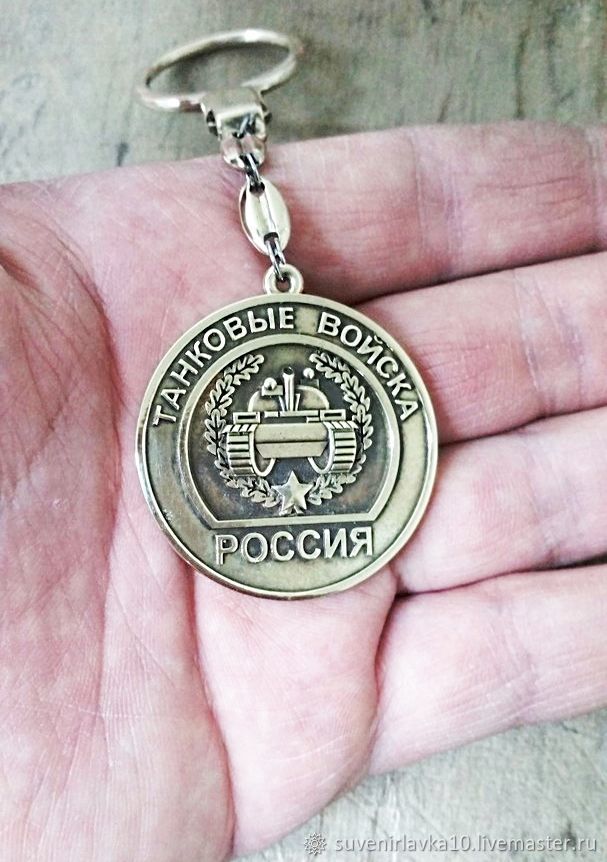 ТАНКОВЫЕ ВОЙСКА
РОССИЯ
suvenirlavka10.livemaster.ru